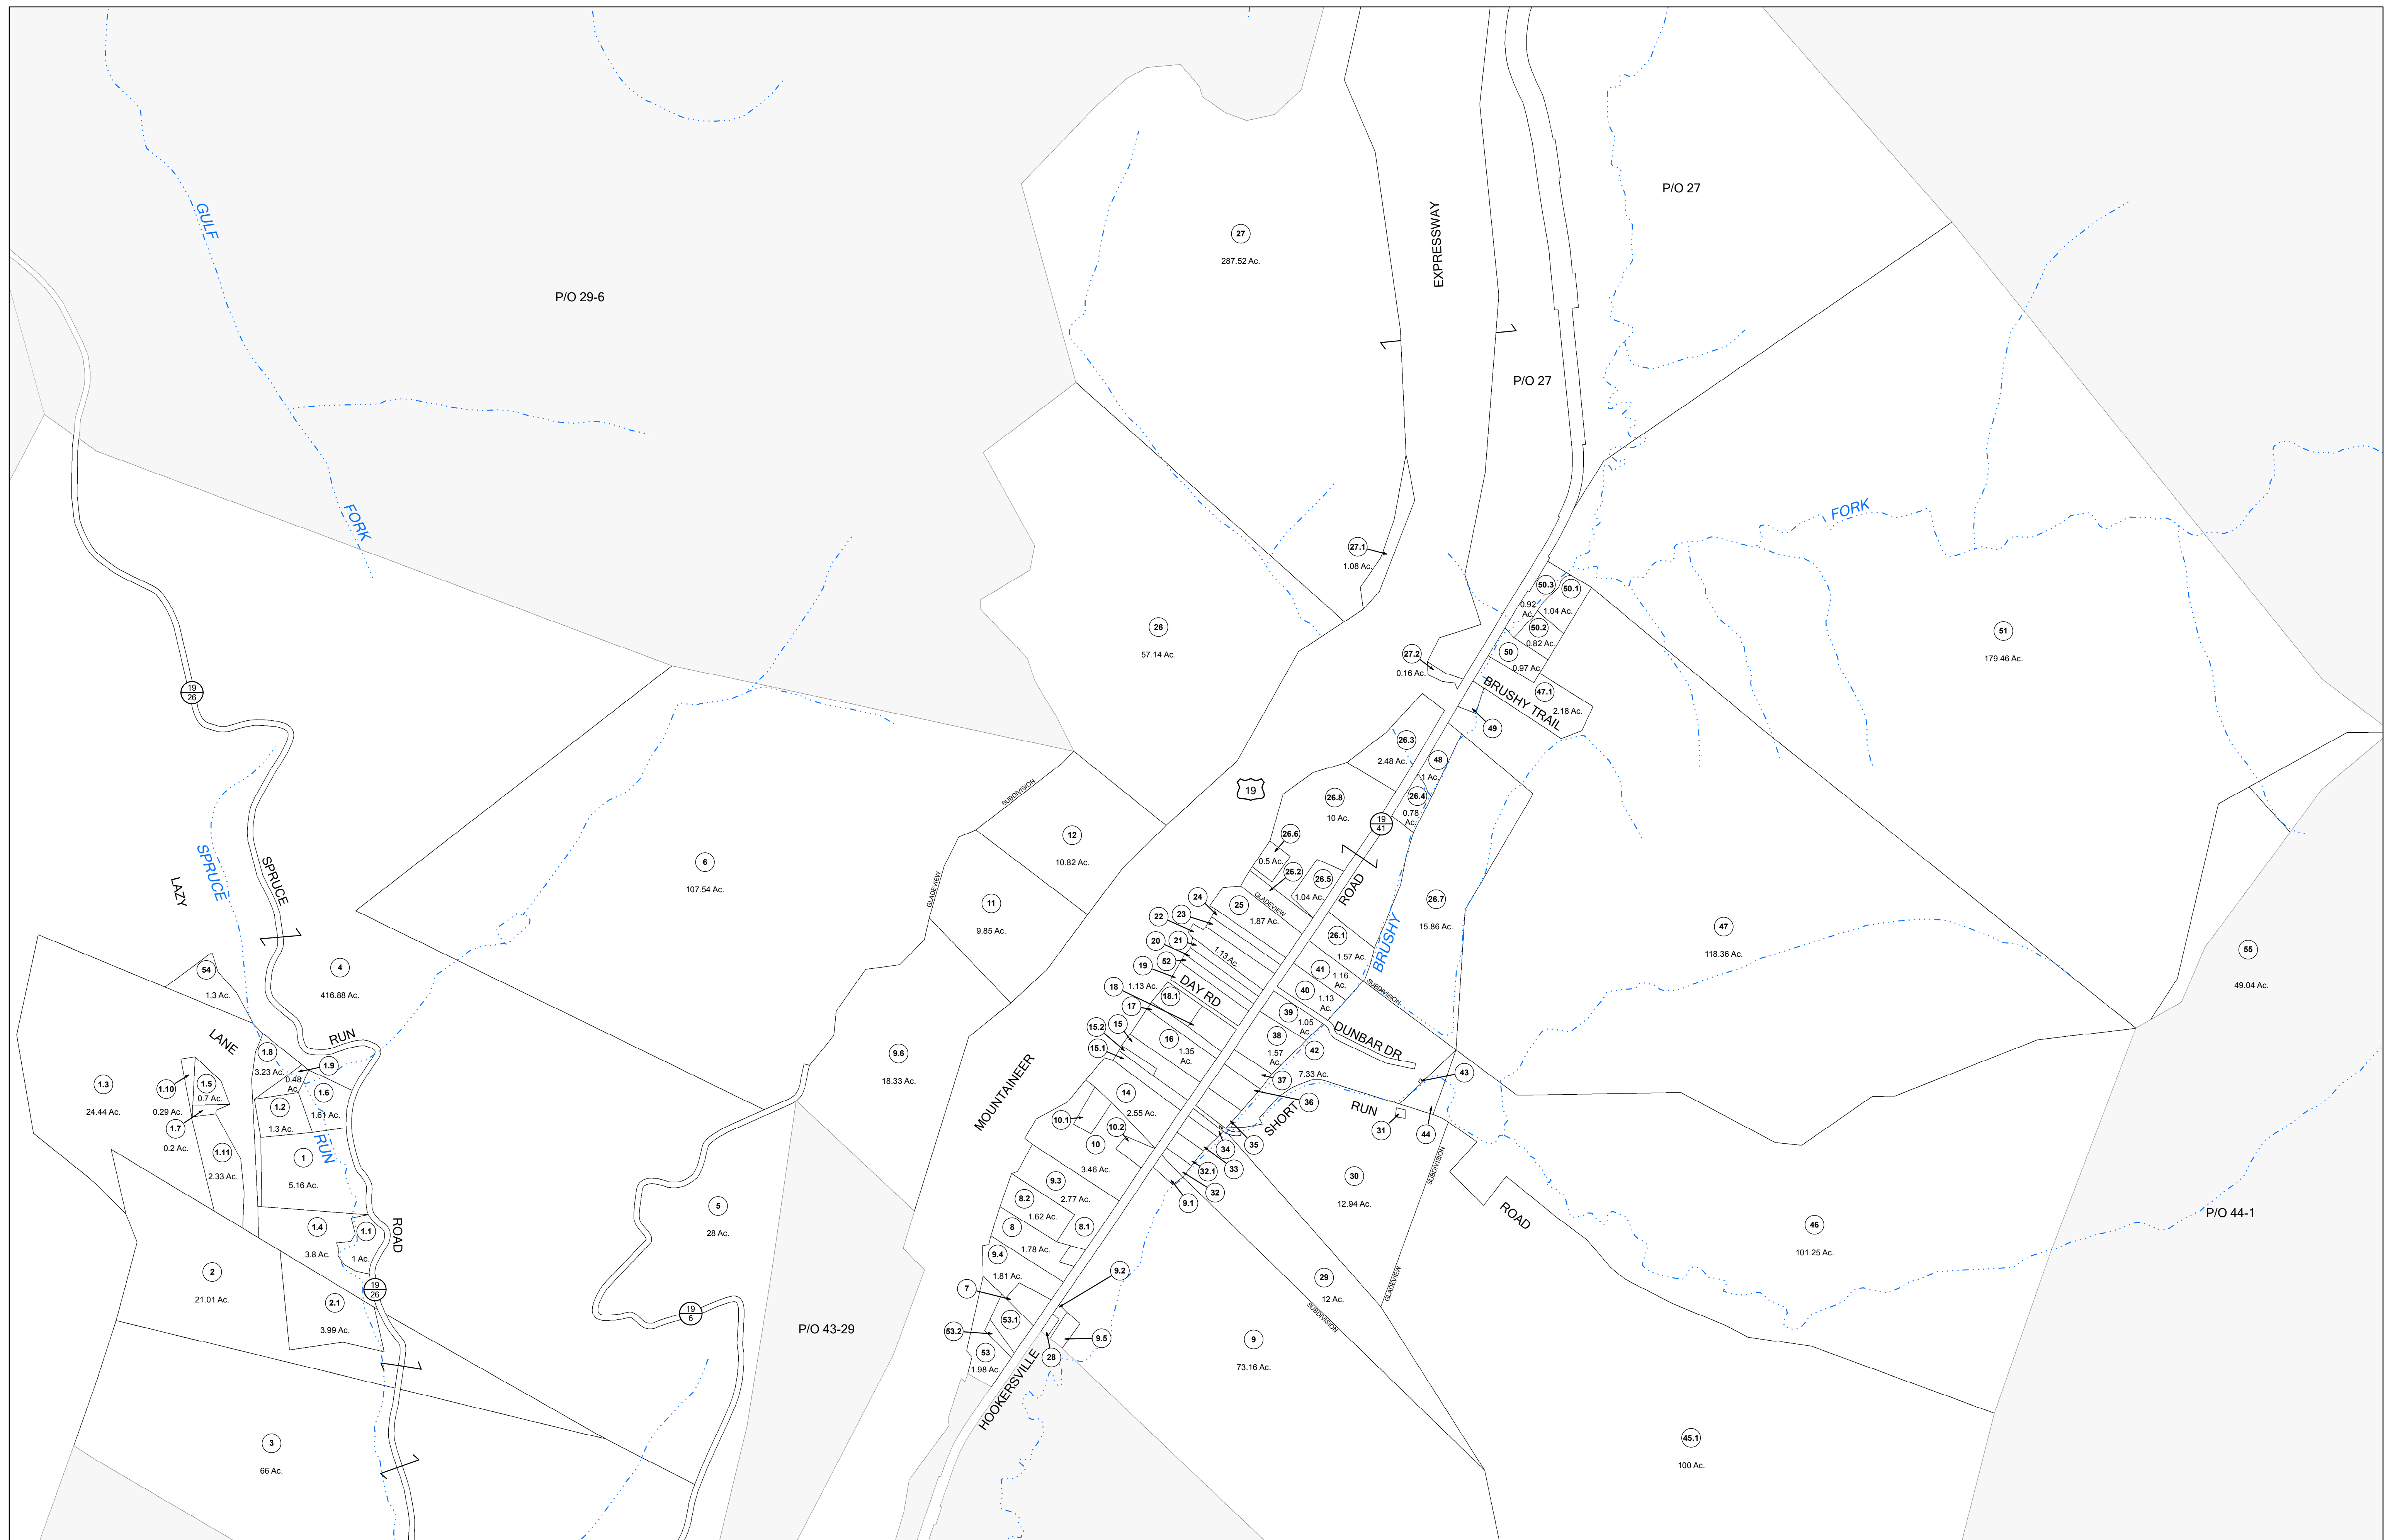 P/O 27
GULF
27
287.52 Ac.
EXPRESSWAY
P/O 29-6
P/O 27
FORK
FORK
27.1
1.08 Ac.
50.3
50.1
0.92
Ac.
1.04 Ac.
50.2
0.82 Ac.
26
57.14 Ac.
51
179.46 Ac.
50
0.97 Ac.
27.2
0.16 Ac.
19
26
BRUSHY TRAIL
47.1
2.18 Ac.
49
26.3
2.48 Ac.
48
1 Ac.
19
SUBDIVISION
26.8
10 Ac.
26.4
0.78
Ac.
19
41
12
10.82 Ac.
26.6
0.5 Ac.
6
107.54 Ac.
26.2
26.5
1.04 Ac.
SPRUCE
SPRUCE
LAZY
GLADEVIEW
GLADEVIEW
ROAD
26.7
15.86 Ac.
11
9.85 Ac.
24
25
1.87 Ac.
22
23
47
118.36 Ac.
26.1
1.57 Ac.
BRUSHY
20
21
1.13 Ac.
55
49.04 Ac.
52
19
4
416.88 Ac.
54
1.3 Ac.
41
1.16
Ac.
SUBDIVISION
18
1.13 Ac.
18.1
DAY RD
40
1.13
Ac.
17
39
1.05
Ac.
15.2
15
16
1.35
Ac.
38
1.57
Ac.
DUNBAR DR
LANE
RUN
15.1
42
7.33 Ac.
1.8
3.23 Ac.
1.9
0.48
Ac.
9.6
18.33 Ac.
1.3
24.44 Ac.
1.10
0.29 Ac.
1.5
0.7 Ac.
1.6
1.61 Ac.
37
43
MOUNTAINEER
14
2.55 Ac.
1.2
1.3 Ac.
36
1.7
0.2 Ac.
10.1
10.2
SHORT
RUN
31
44
10
3.46 Ac.
RUN
1.11
2.33 Ac.
1
5.16 Ac.
34
35
33
32.1
32
9.1
30
12.94 Ac.
SUBDIVISION
9.3
2.77 Ac.
8.2
1.62 Ac.
5
28 Ac.
8.1
8
1.78 Ac.
1.4
3.8 Ac.
1.1
1 Ac.
ROAD
ROAD
46
101.25 Ac.
P/O 44-1
9.4
1.81 Ac.
2
21.01 Ac.
19
26
9.2
29
12 Ac.
GLADEVIEW
7
2.1
3.99 Ac.
19
6
SUBDIVISION
53.1
P/O 43-29
53.2
9.5
9
73.16 Ac.
53
1.98 Ac.
28
HOOKERSVILLE
3
66 Ac.
45.1
100 Ac.